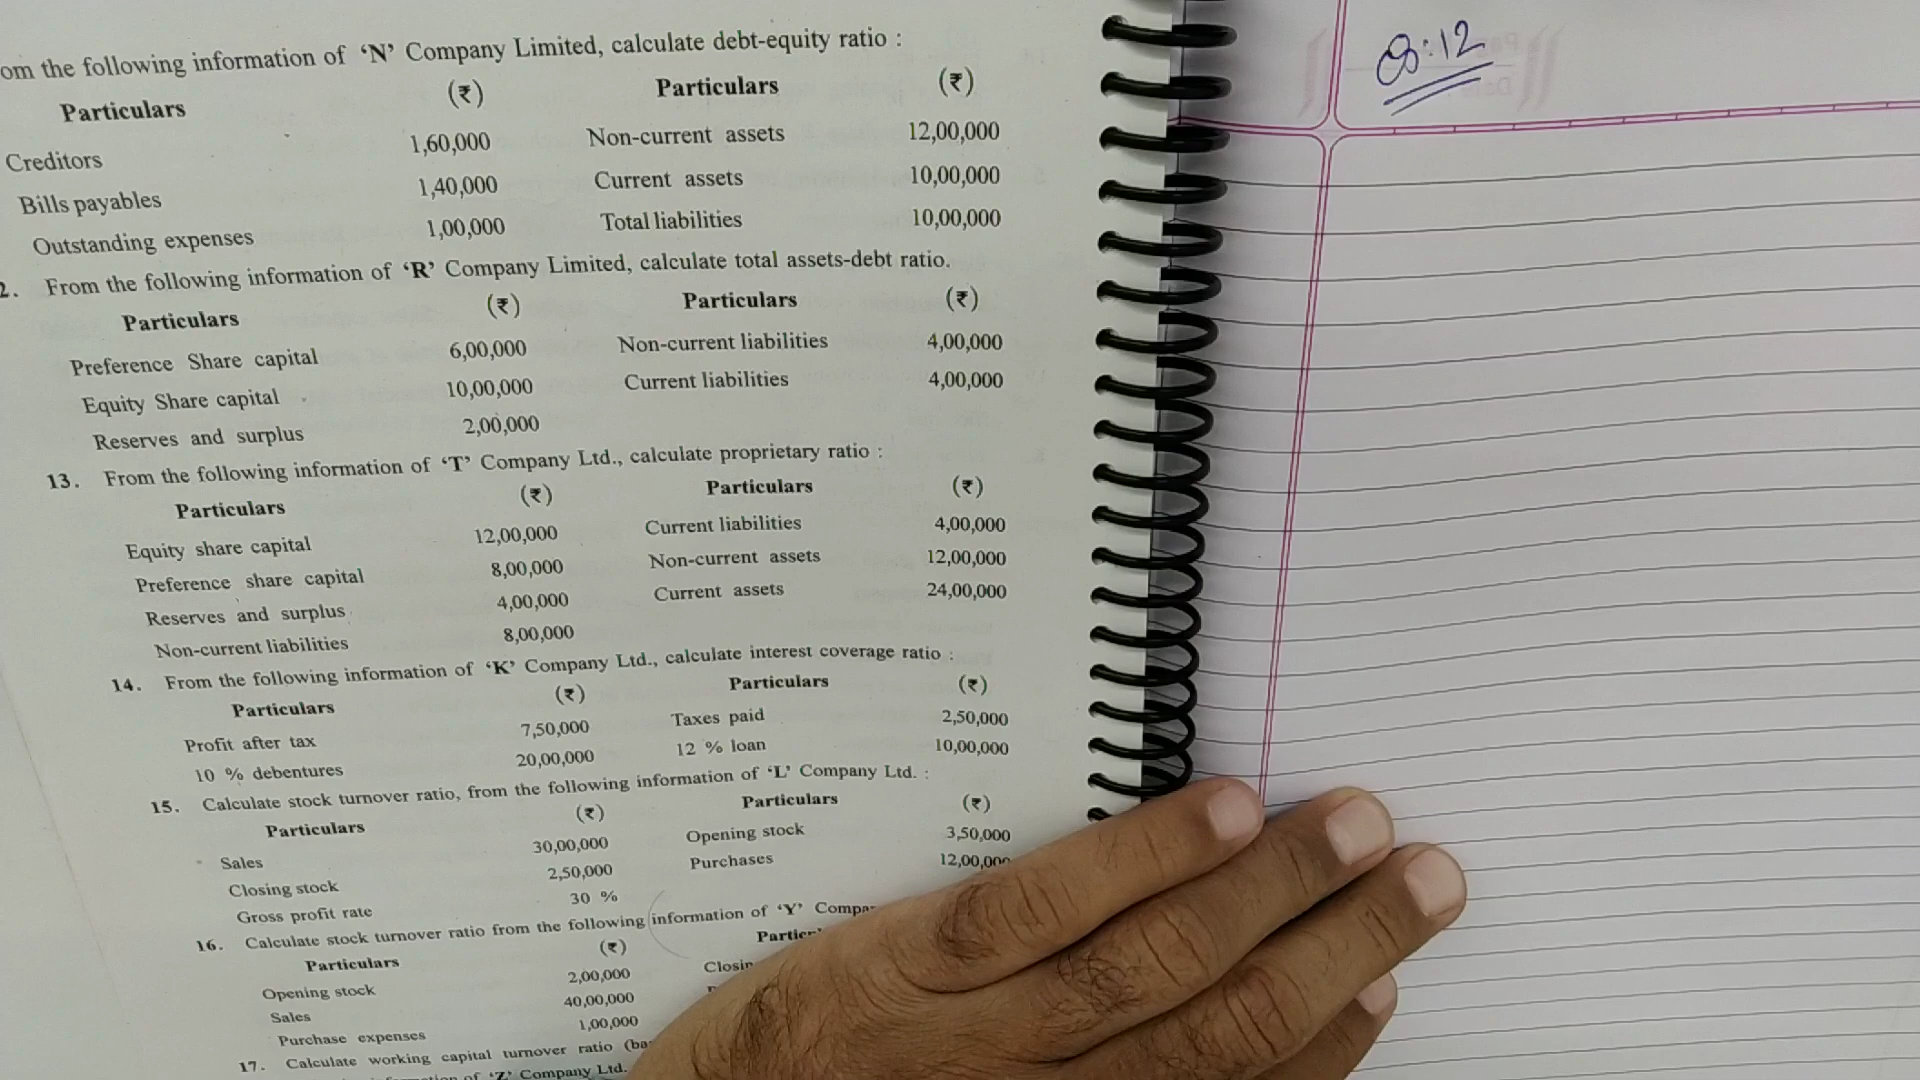 om the following information of ‘N’ Company Limited, calculate debt-equity ratio :
Particulars (₹) Particulars (₹)
Creditors 1,60,000 Non-current assets 12,00,000
Bills payables 1,40,000 Current assets 10,00,000
Outstanding expenses 1,00,000 Total liabilities 10,00,000
2. From the following information of ‘R’ Company Limited, calculate total assets-debt ratio.
Particulars (₹) Particulars (₹)
Preference Share capital 6,00,000 Non-current liabilities 4,00,000
Equity Share capital 10,00,000 Current liabilities 4,00,000
Reserves and surplus 2,00,000
13. From the following information of ‘T’ Company Ltd., calculate proprietary ratio :
Particulars (₹) Particulars (₹)
Equity share capital 12,00,000 Current liabilities 4,00,000
Preference share capital 8,00,000 Non-current assets 12,00,000
Reserves and surplus 4,00,000 Current assets 24,00,000
Non-current liabilities 8,00,000
14. From the following information of ‘K’ Company Ltd., calculate interest coverage ratio :
Particulars (₹) Particulars (₹)
Profit after tax 7,50,000 Taxes paid 2,50,000
10 % debentures 20,00,000 12 % loan 10,00,000
15. Calculate stock turnover ratio, from the following information of ‘L’ Company Ltd. :
Particulars (₹) Particulars (₹)
Sales 30,00,000 Opening stock 3,50,000
Closing stock 2,50,000 Purchases 12,00,000
Gross profit rate 30 %
16. Calculate stock turnover ratio from the following information of ‘Y’ Compa
Particulars (₹) Particul
Opening stock 2,00,000 Closin
Sales 40,00,000
Purchase expenses 1,00,000
17. Calculate working capital turnover ratio (ba
‘Z’ Company Ltd.
8:12